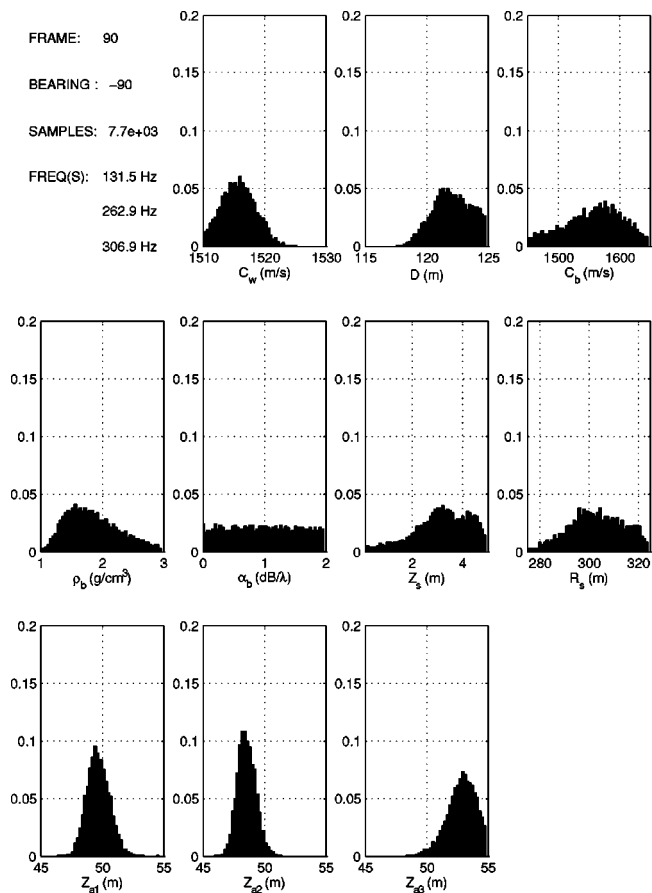 FRAME: 90
BEARING : −90
SAMPLES: 7.7e+03
FREQ(S): 131.5 Hz
262.9 Hz
306.9 Hz
0.2
0.15
0.1
0.05
0
1510 1520 1530
C_w (m/s)
0.2
0.15
0.1
0.05
0
115 120 125
D (m)
0.2
0.15
0.1
0.05
0
1500 1600
C_b (m/s)
0.2
0.15
0.1
0.05
0
1 2 3
ρ_b (g/cm³)
0.2
0.15
0.1
0.05
0
0 1 2
α_b (dB/λ)
0.2
0.15
0.1
0.05
0
2 4
Z_s (m)
0.2
0.15
0.1
0.05
0
280 300 320
R_s (m)
0.2
0.15
0.1
0.05
0
45 50 55
Z_a1 (m)
0.2
0.15
0.1
0.05
0
45 50 55
Z_a2 (m)
0.2
0.15
0.1
0.05
0
45 50 55
Z_a3 (m)